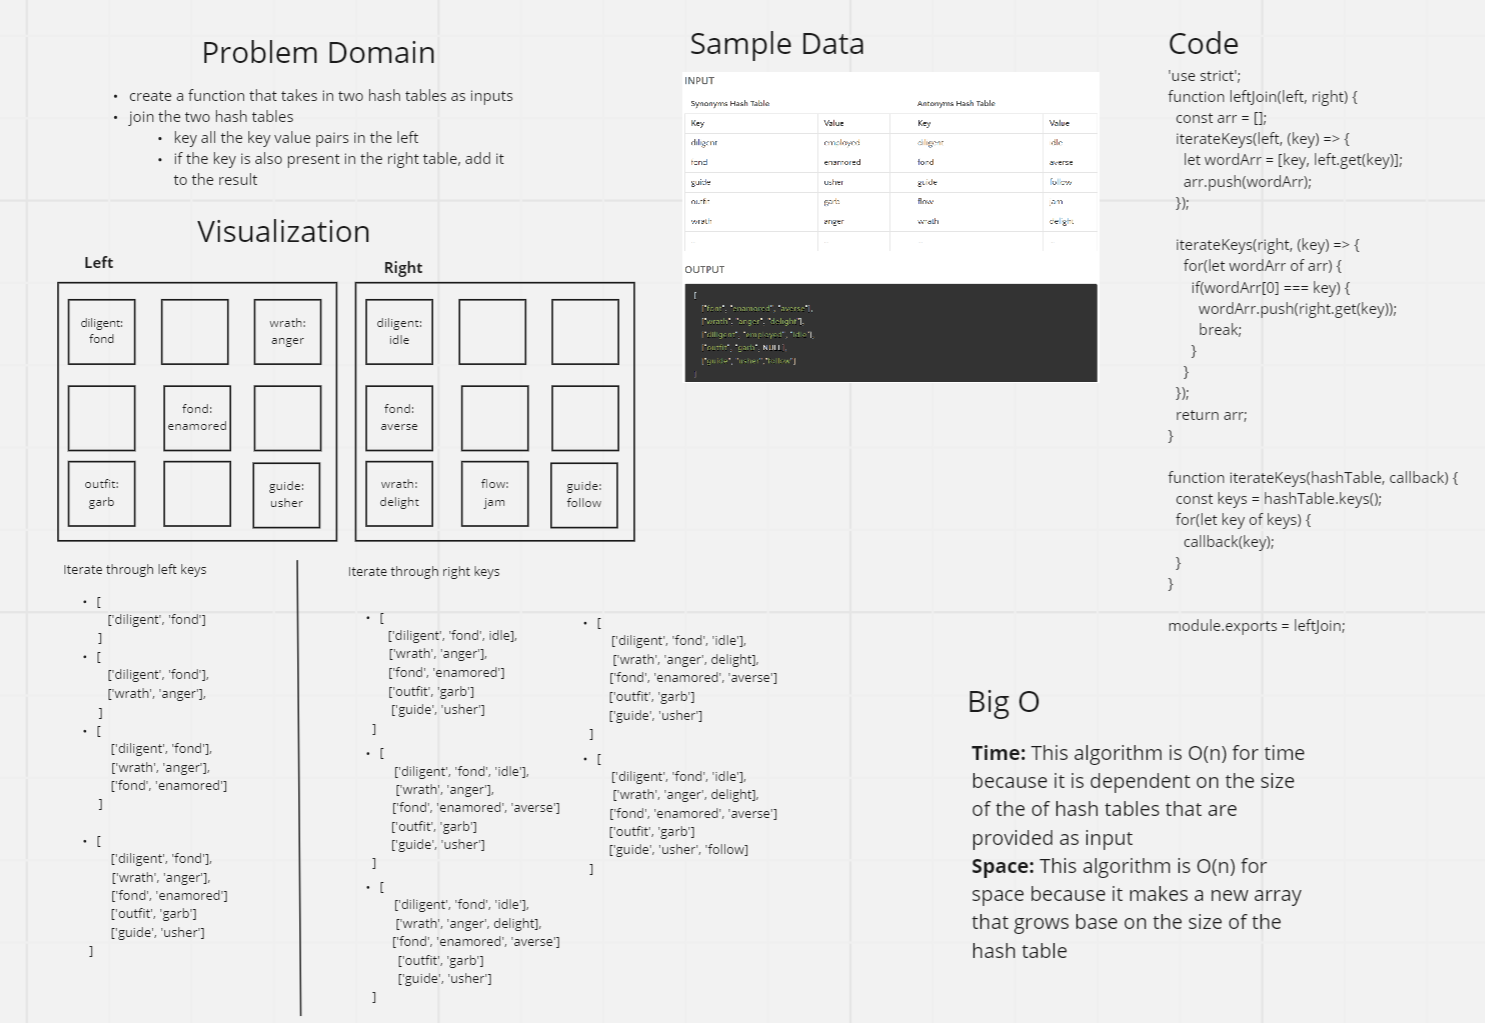 Problem Domain
• create a function that takes in two hash tables as inputs
• join the two hash tables
• key all the key value pairs in the left
• if the key is also present in the right table, add it
to the result
Visualization
Left
diligent:
fond
wrath:
anger
fond:
enamored
outfit:
garb
guide:
usher
Right
diligent:
idle
fond:
averse
wrath:
delight
flow:
jam
guide:
follow
Iterate through left keys
• [
['diligent', 'fond']
]
• [
['diligent', 'fond'],
['wrath', 'anger'],
]
• [
['diligent', 'fond'],
['wrath', 'anger'],
['fond', 'enamored']
]
• [
['diligent', 'fond'],
['wrath', 'anger'],
['fond', 'enamored']
['outfit', 'garb']
['guide', 'usher']
]
Iterate through right keys
• [
['diligent', 'fond', idle],
['wrath', 'anger'],
['fond', 'enamored']
['outfit', 'garb']
['guide', 'usher']
]
• [
['diligent', 'fond', 'idle'],
['wrath', 'anger'],
['fond', 'enamored', 'averse']
['outfit', 'garb']
['guide', 'usher']
]
• [
['diligent', 'fond', 'idle'],
['wrath', 'anger', delight],
['fond', 'enamored', 'averse']
['outfit', 'garb']
['guide', 'usher']
]
• [
['diligent', 'fond', 'idle'],
['wrath', 'anger', delight],
['fond', 'enamored', 'averse']
['outfit', 'garb']
['guide', 'usher']
]
• [
['diligent', 'fond', 'idle'],
['wrath', 'anger', delight],
['fond', 'enamored', 'averse']
['outfit', 'garb']
['guide', 'usher', 'follow]
]
Sample Data
INPUT
Synonyms Hash Table Antonyms Hash Table
Key Value Key Value
diligent employed diligent idle
fond enamored fond averse
guide usher guide follow
outfit garb flow jam
wrath anger wrath delight
... ... ... ...
OUTPUT
[
["font", "enamored", "averse"],
["wrath", "anger", "delight"],
["diligent", "employed", "idle"],
["outfit", "garb", NULL],
["guide", "usher","follow"]
]
Code
'use strict';
function leftJoin(left, right) {
const arr = [];
iterateKeys(left, (key) => {
let wordArr = [key, left.get(key)];
arr.push(wordArr);
});
iterateKeys(right, (key) => {
for(let wordArr of arr) {
if(wordArr[0] === key) {
wordArr.push(right.get(key));
break;
}
}
});
return arr;
}
function iterateKeys(hashTable, callback) {
const keys = hashTable.keys();
for(let key of keys) {
callback(key);
}
}
module.exports = leftJoin;
Big O
Time: This algorithm is O(n) for time
because it is dependent on the size
of the of hash tables that are
provided as input
Space: This algorithm is O(n) for
space because it makes a new array
that grows base on the size of the
hash table